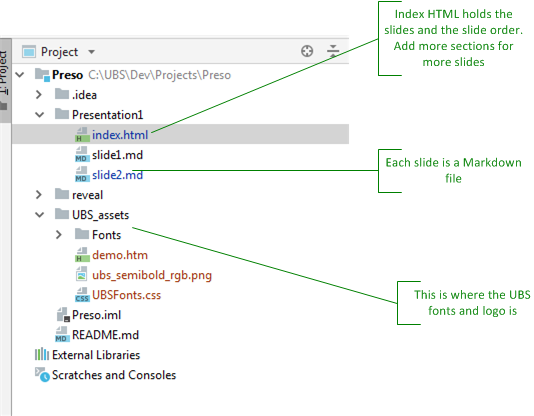 Index HTML holds the
slides and the slide order.
Add more sections for
more slides
1: Project
Project
Preso C:\UBS\Dev\Projects\Preso
.idea
Presentation1
index.html
slide1.md
slide2.md
Each slide is a Markdown
file
reveal
UBS_assets
Fonts
demo.htm
ubs_semibold_rgb.png
UBSFonts.css
This is where the UBS
fonts and logo is
Preso.iml
README.md
External Libraries
Scratches and Consoles